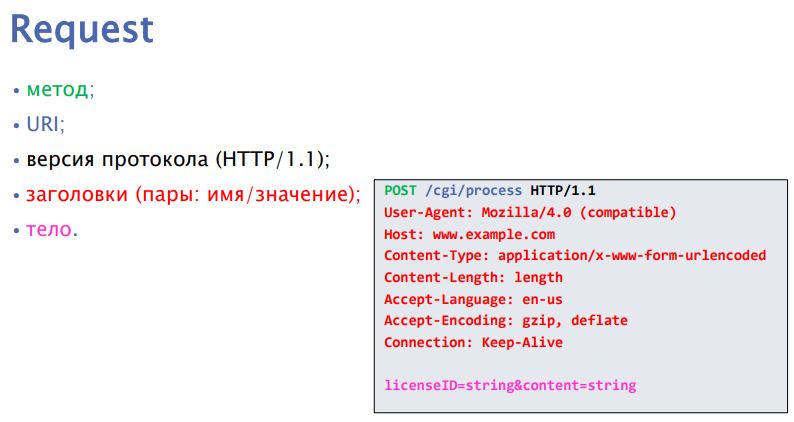 Request
• метод;
• URI;
• версия протокола (HTTP/1.1);
• заголовки (пары: имя/значение);
• тело.
POST /cgi/process HTTP/1.1
User-Agent: Mozilla/4.0 (compatible)
Host: www.example.com
Content-Type: application/x-www-form-urlencoded
Content-Length: length
Accept-Language: en-us
Accept-Encoding: gzip, deflate
Connection: Keep-Alive
licenseID=string&content=string